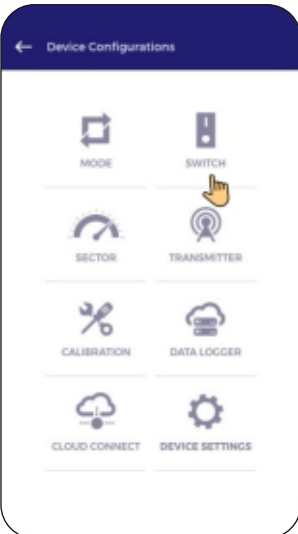 Device Configurations
MODE SWITCH
SECTOR TRANSMITTER
CALIBRATION DATA LOGGER
CLOUD CONNECT DEVICE SETTINGS